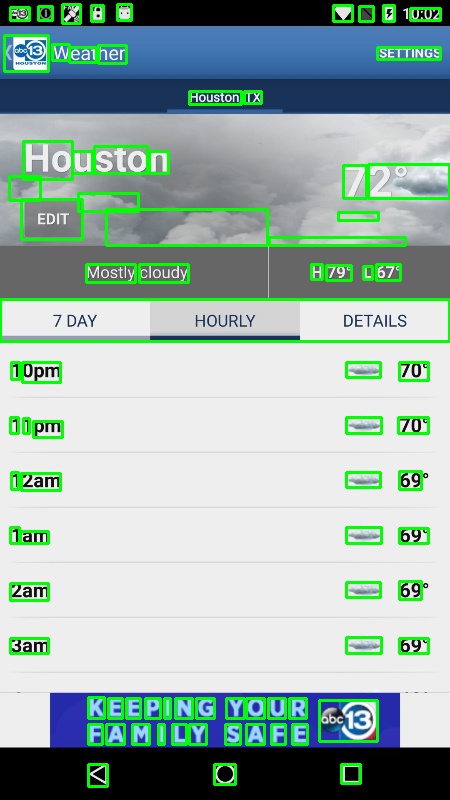 10:02
abc 13 HOUSTON Weather SETTINGS
Houston TX
Houston
72°
EDIT
Mostly cloudy H 79° L 67°
7 DAY HOURLY DETAILS
10pm 70°
11pm 70°
12am 69°
1am 69°
2am 69°
3am 69°
KEEPING YOUR
FAMILY SAFE
abc 13